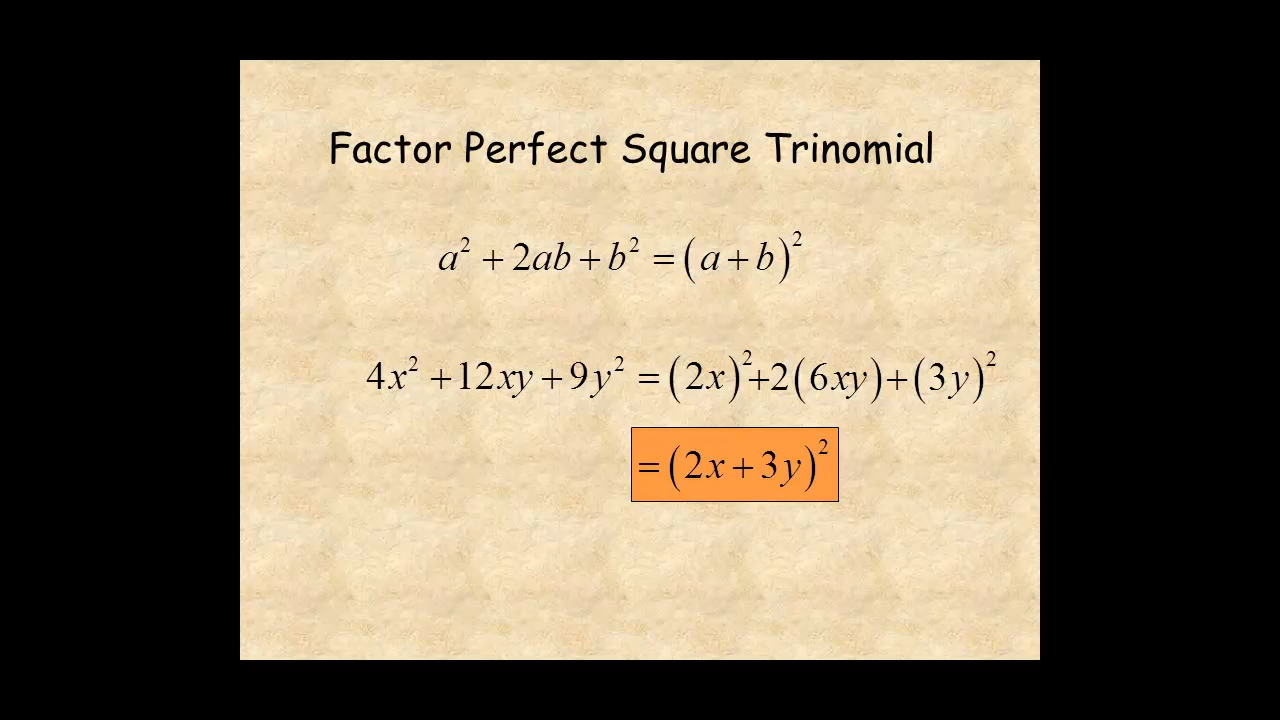 Factor Perfect Square Trinomial
a² + 2ab + b² = (a + b)²
4x² + 12xy + 9y² = (2x)² + 2(6xy) + (3y)²
= (2x + 3y)²